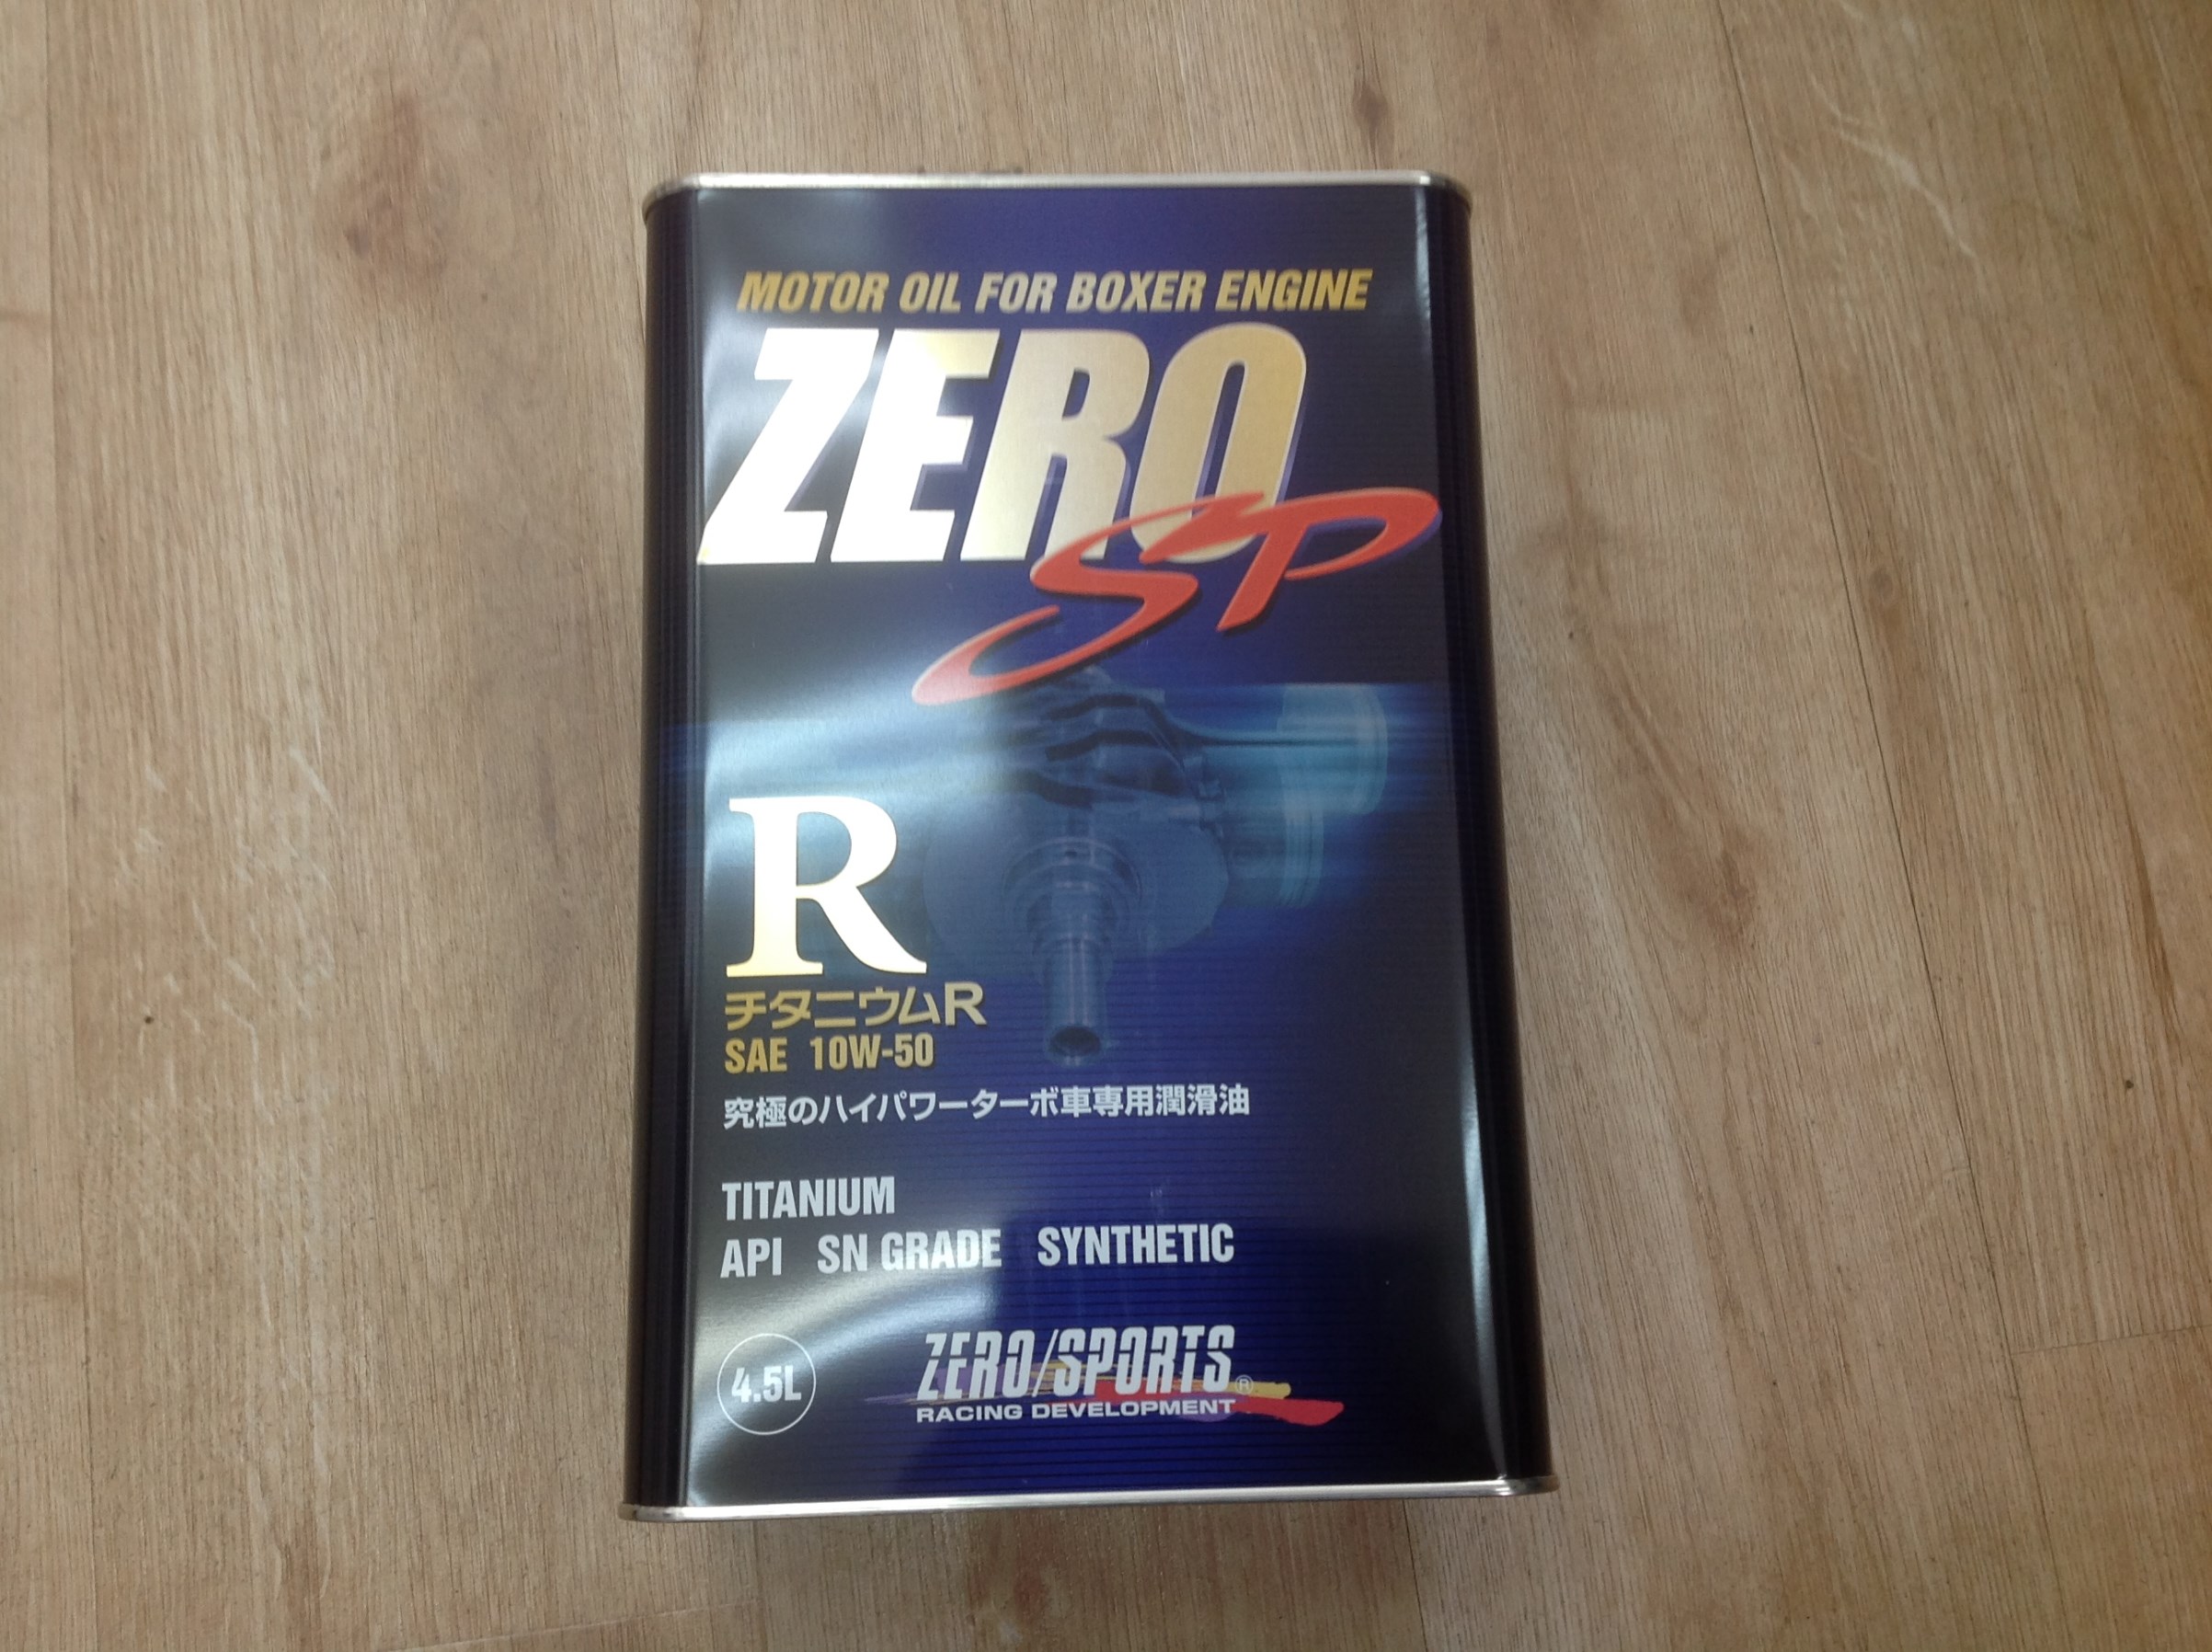 MOTOR OIL FOR BOXER ENGINE
ZERO
SP
R
チタニウムR
SAE 10W-50
究極のハイパワーターボ車専用潤滑油
TITANIUM
API SN GRADE SYNTHETIC
4.5L
ZERO/SPORTS®
RACING DEVELOPMENT